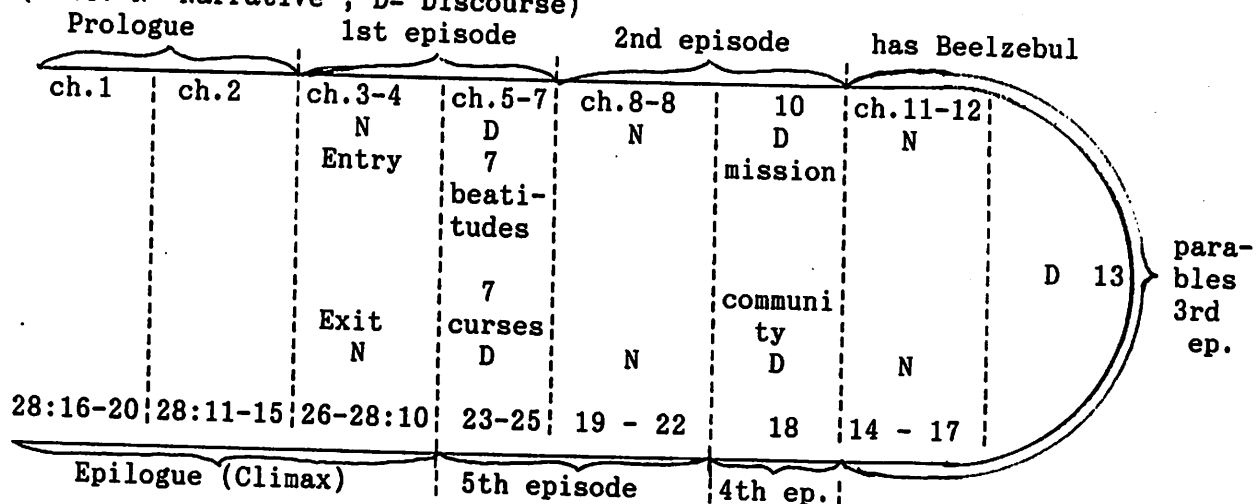 Narrative ; D= Discourse)
Prologue 1st episode 2nd episode has Beelzebul
ch.1 ch.2 ch.3-4 ch.5-7 ch.8-8 10 ch.11-12
N D N D N
Entry 7 mission
beati-
tudes
para-
D 13 bles
3rd
ep.
7 communi
Exit curses ty
N D N D N
28:16-20 28:11-15 26-28:10 23-25 19 - 22 18 14 - 17
Epilogue (Climax) 5th episode 4th ep.